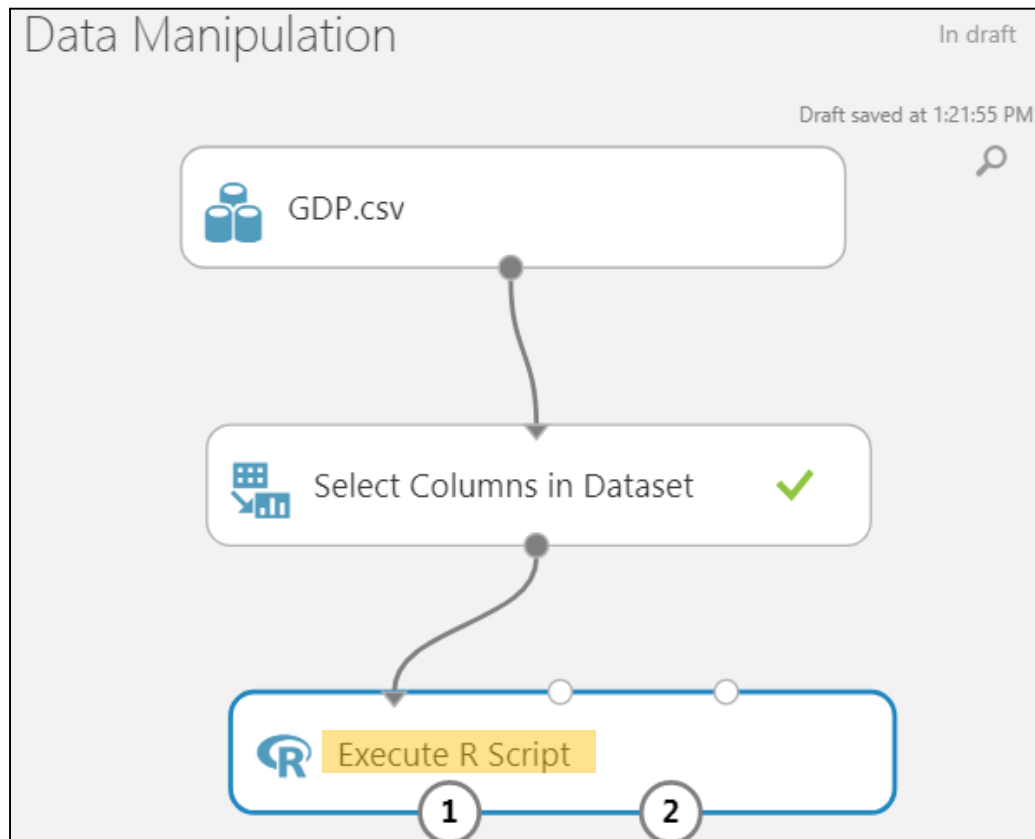 Data Manipulation
In draft
Draft saved at 1:21:55 PM
GDP.csv
Select Columns in Dataset
R Execute R Script
1 2